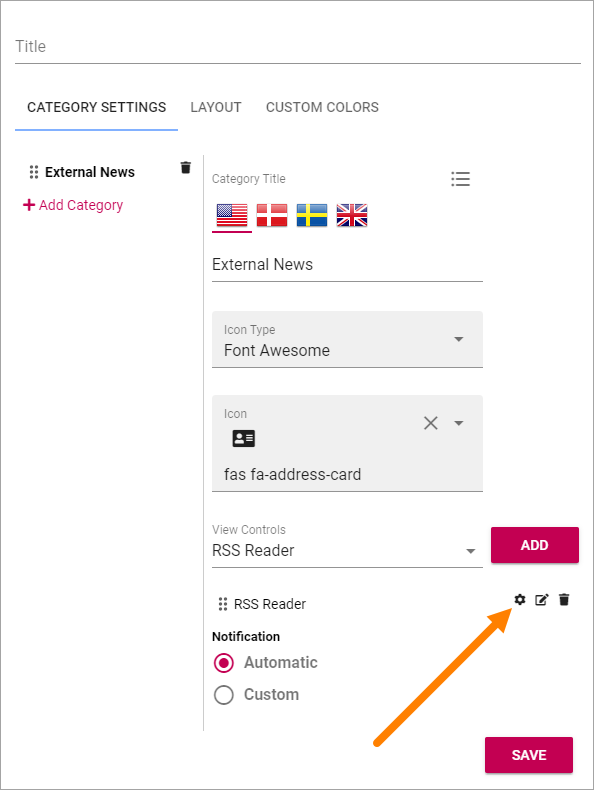 Title
CATEGORY SETTINGS LAYOUT CUSTOM COLORS
External News
Add Category
Category Title
External News
Icon Type
Font Awesome
Icon
fas fa-address-card
View Controls
RSS Reader
ADD
RSS Reader
Notification
Automatic
Custom
SAVE